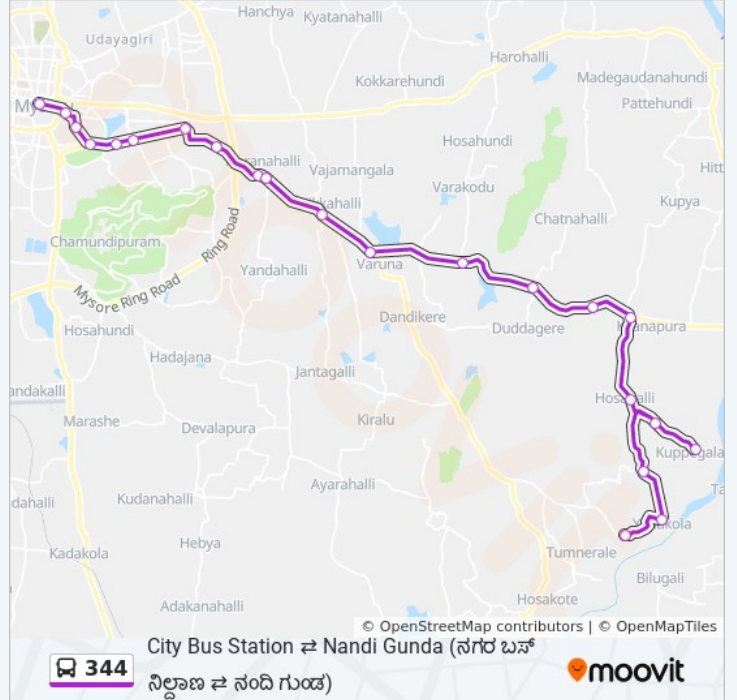 Hanchya
Kyatanahalli
Udayagiri
Harohalli
Kokkarehundi
Madegaudanahundi
Pattehundi
Hosahundi
Vajamangala
Varakodu
Kupya
Chatnahalli
Chamundipuram
Ring Road
Yandahalli
Varuna
Mysore Ring Road
Dandikere
Duddagere
Hosahundi
Hadajana
Jantagalli
Kiralu
Marashe
Devalapura
Ayarahalli
Kudanahalli
Hebya
Kadakola
Tumnerale
Bilugali
Hosakote
Adakanahalli
© OpenStreetMap contributors | © OpenMapTiles
344
City Bus Station ⇄ Nandi Gunda (ನಗರ ಬಸ್
ನಿಲ್ದಾಣ ⇄ ನಂದಿ ಗುಂಡ)
moovit